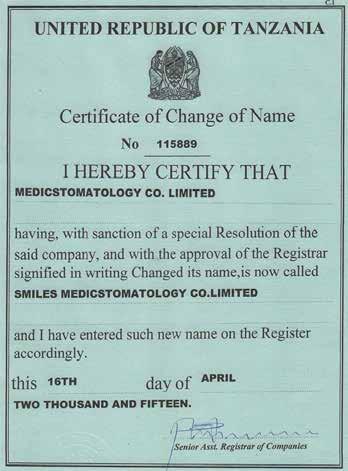 C.1
UNITED REPUBLIC OF TANZANIA
Certificate of Change of Name
No 115889
I HEREBY CERTIFY THAT
MEDICSTOMATOLOGY CO. LIMITED
having, with sanction of a special Resolution of the
said company, and with the approval of the Registrar
signified in writing Changed its name,is now called
SMILES MEDICSTOMATOLOGY CO.LIMITED
and I have entered such new name on the Register
accordingly.
this 16TH day of APRIL
TWO THOUSAND AND FIFTEEN.
Senior Asst. Registrar of Companies